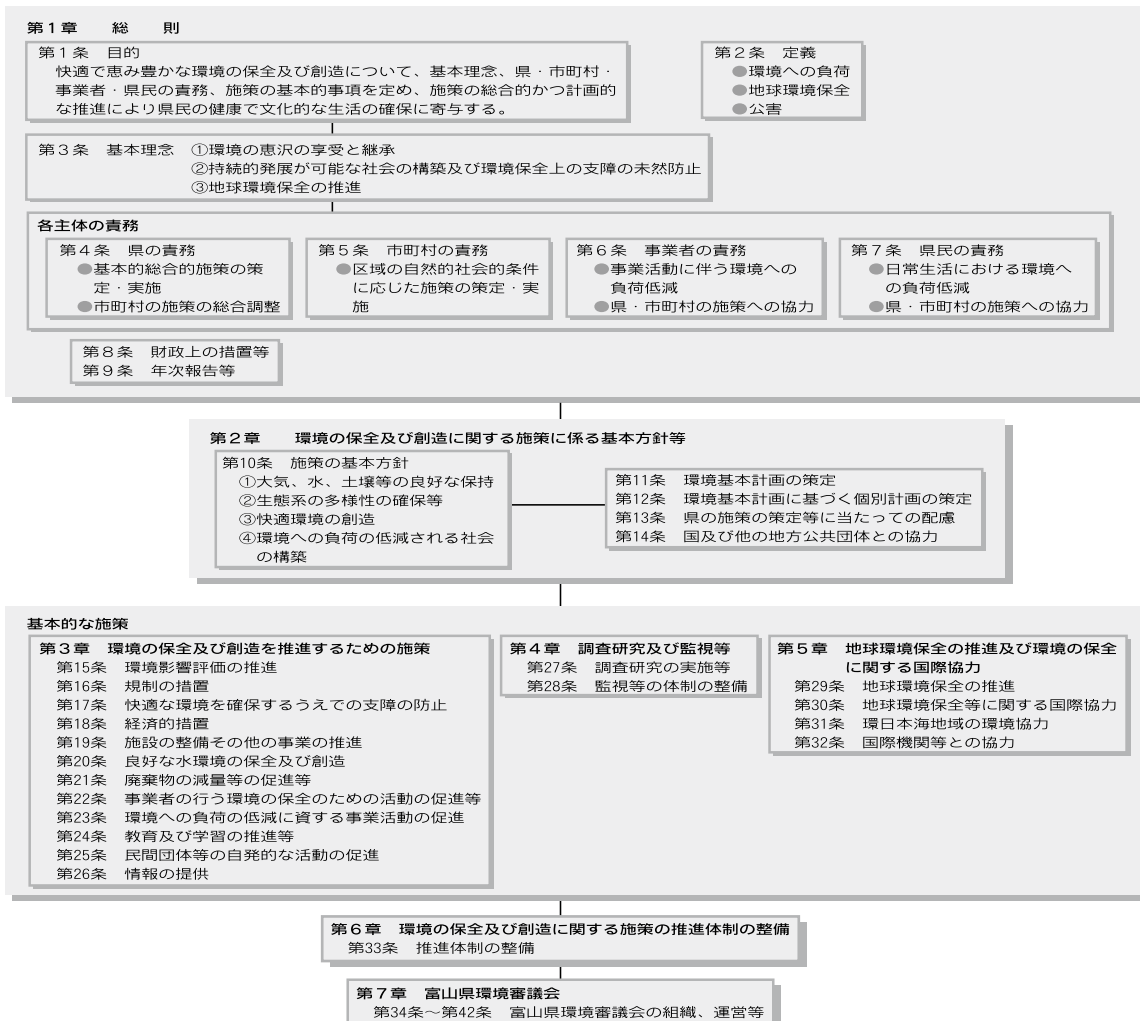 第1章　総　則
第1条　目的
快適で恵み豊かな環境の保全及び創造について、基本理念、県・市町村・
事業者・県民の責務、施策の基本的事項を定め、施策の総合的かつ計画的
な推進により県民の健康で文化的な生活の確保に寄与する。
第2条　定義
●環境への負荷
●地球環境保全
●公害
第3条　基本理念　①環境の恵沢の享受と継承
②持続的発展が可能な社会の構築及び環境保全上の支障の未然防止
③地球環境保全の推進
各主体の責務
第4条　県の責務
●基本的総合的施策の策
定・実施
●市町村の施策の総合調整
第5条　市町村の責務
●区域の自然的社会的条件
に応じた施策の策定・実
施
第6条　事業者の責務
●事業活動に伴う環境への
負荷低減
●県・市町村の施策への協力
第7条　県民の責務
●日常生活における環境へ
の負荷低減
●県・市町村の施策への協力
第8条　財政上の措置等
第9条　年次報告等
第2章　環境の保全及び創造に関する施策に係る基本方針等
第10条　施策の基本方針
①大気、水、土壌等の良好な保持
②生態系の多様性の確保等
③快適環境の創造
④環境への負荷の低減される社会
の構築
第11条　環境基本計画の策定
第12条　環境基本計画に基づく個別計画の策定
第13条　県の施策の策定等に当たっての配慮
第14条　国及び他の地方公共団体との協力
基本的な施策
第3章　環境の保全及び創造を推進するための施策
第15条　環境影響評価の推進
第16条　規制の措置
第17条　快適な環境を確保するうえでの支障の防止
第18条　経済的措置
第19条　施設の整備その他の事業の推進
第20条　良好な水環境の保全及び創造
第21条　廃棄物の減量等の促進等
第22条　事業者の行う環境の保全のための活動の促進等
第23条　環境への負荷の低減に資する事業活動の促進
第24条　教育及び学習の推進等
第25条　民間団体等の自発的な活動の促進
第26条　情報の提供
第4章　調査研究及び監視等
第27条　調査研究の実施等
第28条　監視等の体制の整備
第5章　地球環境保全の推進及び環境の保全
に関する国際協力
第29条　地球環境保全の推進
第30条　地球環境保全等に関する国際協力
第31条　環日本海地域の環境協力
第32条　国際機関等との協力
第6章　環境の保全及び創造に関する施策の推進体制の整備
第33条　推進体制の整備
第7章　富山県環境審議会
第34条～第42条　富山県環境審議会の組織、運営等